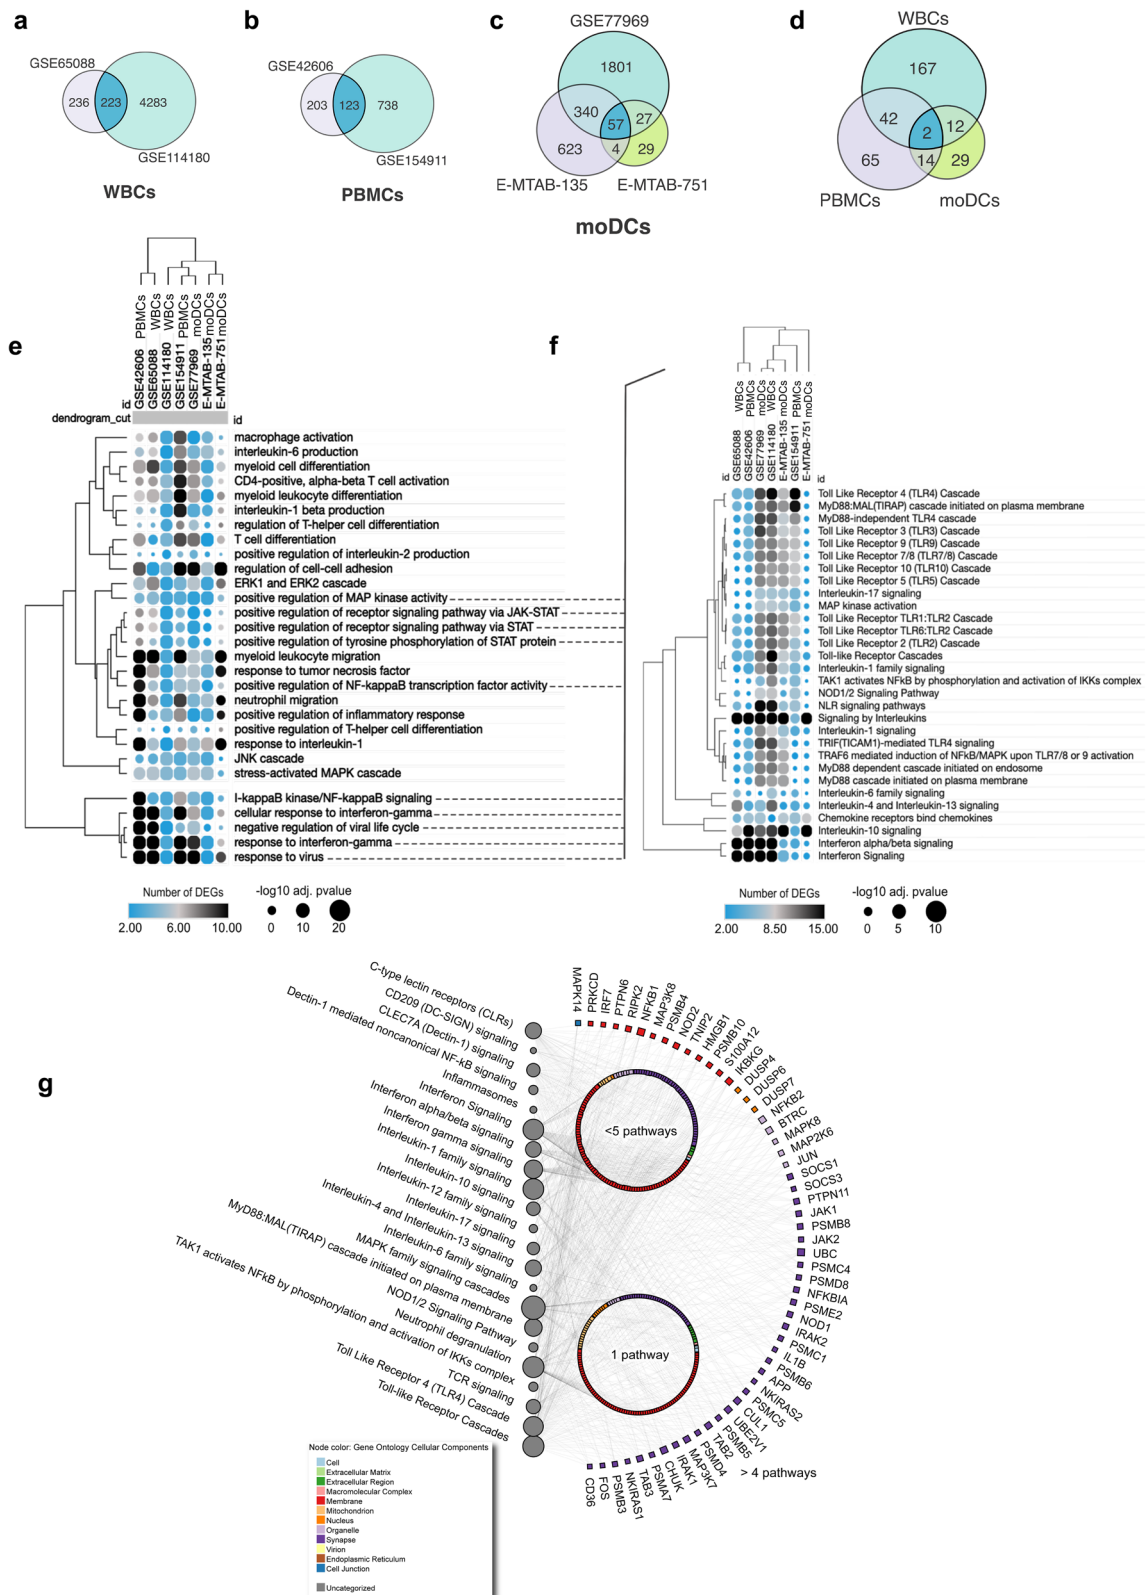 a
b
c
d
GSE65088
236
223
4283
GSE114180
WBCs
GSE42606
203
123
738
GSE154911
PBMCs
GSE77969
1801
340
27
57
623
4
29
E-MTAB-135
E-MTAB-751
moDCs
WBCs
167
42
12
2
65
14
29
PBMCs
moDCs
e
GSE42606 PBMCs
GSE65088 WBCs
GSE114180 WBCs
GSE154911 PBMCs
GSE77969 moDCs
E-MTAB-135 moDCs
E-MTAB-751 moDCs
id
dendrogram_cut
id
macrophage activation
interleukin-6 production
myeloid cell differentiation
CD4-positive, alpha-beta T cell activation
myeloid leukocyte differentiation
interleukin-1 beta production
regulation of T-helper cell differentiation
T cell differentiation
positive regulation of interleukin-2 production
regulation of cell-cell adhesion
ERK1 and ERK2 cascade
positive regulation of MAP kinase activity
positive regulation of receptor signaling pathway via JAK-STAT
positive regulation of receptor signaling pathway via STAT
positive regulation of tyrosine phosphorylation of STAT protein
myeloid leukocyte migration
response to tumor necrosis factor
positive regulation of NF-kappaB transcription factor activity
neutrophil migration
positive regulation of inflammatory response
positive regulation of T-helper cell differentiation
response to interleukin-1
JNK cascade
stress-activated MAPK cascade
I-kappaB kinase/NF-kappaB signaling
cellular response to interferon-gamma
negative regulation of viral life cycle
response to interferon-gamma
response to virus
Number of DEGs
2.00 6.00 10.00
-log10 adj. pvalue
0 10 20
f
GSE65088 WBCs
GSE42606 PBMCs
GSE77969 moDCs
GSE114180 WBCs
E-MTAB-135 moDCs
GSE154911 PBMCs
E-MTAB-751 moDCs
id
id
Toll Like Receptor 4 (TLR4) Cascade
MyD88:MAL(TIRAP) cascade initiated on plasma membrane
MyD88-independent TLR4 cascade
Toll Like Receptor 3 (TLR3) Cascade
Toll Like Receptor 9 (TLR9) Cascade
Toll Like Receptor 7/8 (TLR7/8) Cascade
Toll Like Receptor 10 (TLR10) Cascade
Toll Like Receptor 5 (TLR5) Cascade
Interleukin-17 signaling
MAP kinase activation
Toll Like Receptor TLR1:TLR2 Cascade
Toll Like Receptor TLR6:TLR2 Cascade
Toll Like Receptor 2 (TLR2) Cascade
Toll-like Receptor Cascades
Interleukin-1 family signaling
TAK1 activates NFkB by phosphorylation and activation of IKKs complex
NOD1/2 Signaling Pathway
NLR signaling pathways
Signaling by Interleukins
Interleukin-1 signaling
TRIF(TICAM1)-mediated TLR4 signaling
TRAF6 mediated induction of NFkB/MAPK upon TLR7/8 or 9 activation
MyD88 dependent cascade initiated on endosome
MyD88 cascade initiated on plasma membrane
Interleukin-6 family signaling
Interleukin-4 and Interleukin-13 signaling
Chemokine receptors bind chemokines
Interleukin-10 signaling
Interferon alpha/beta signaling
Interferon Signaling
Number of DEGs
2.00 8.50 15.00
-log10 adj. pvalue
0 5 10
g
C-type lectin receptors (CLRs)
CD209 (DC-SIGN) signaling
CLEC7A (Dectin-1) signaling
Dectin-1 mediated noncanonical NF-kB signaling
Inflammasomes
Interferon Signaling
Interferon alpha/beta signaling
Interferon gamma signaling
Interleukin-1 family signaling
Interleukin-10 signaling
Interleukin-12 family signaling
Interleukin-17 signaling
Interleukin-4 and Interleukin-13 signaling
Interleukin-6 family signaling
MAPK family signaling cascades
MyD88:MAL(TIRAP) cascade initiated on plasma membrane
NOD1/2 Signaling Pathway
Neutrophil degranulation
TAK1 activates NFkB by phosphorylation and activation of IKKs complex
TCR signaling
Toll Like Receptor 4 (TLR4) Cascade
Toll-like Receptor Cascades
<5 pathways
1 pathway
MAPK14
PRKCD
IRF7
PTPN6
RIPK2
NFKB1
MAP3K8
PSMB4
NOD2
TNIP2
HMGB1
PSMB10
S100A12
IKBKG
DUSP4
DUSP6
DUSP7
NFKB2
BTRC
MAPK8
MAP2K6
JUN
SOCS1
SOCS3
PTPN11
JAK1
PSMB8
JAK2
UBC
PSMC4
PSMD8
NFKBIA
PSME2
NOD1
IRAK2
PSMC1
IL1B
PSMB6
APP
NKIRAS2
PSMC5
CUL1
UBE2V1
PSMB5
TAB2
PSMD4
MAP3K7
IRAK1
CHUK
PSMA7
TAB3
NKIRAS1
PSMB3
FOS
CD36
> 4 pathways
Node color: Gene Ontology Cellular Components
Cell
Extracellular Matrix
Extracellular Region
Macromolecular Complex
Membrane
Mitochondrion
Nucleus
Organelle
Synapse
Virion
Endoplasmic Reticulum
Cell Junction
Uncategorized